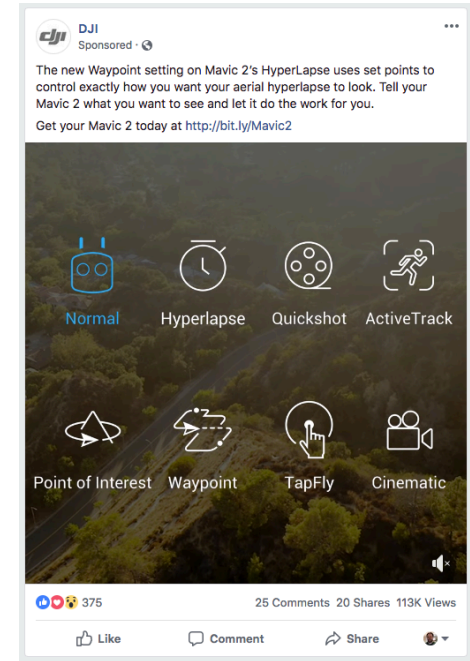 dji
DJI
Sponsored ·
The new Waypoint setting on Mavic 2's HyperLapse uses set points to
control exactly how you want your aerial hyperlapse to look. Tell your
Mavic 2 what you want to see and let it do the work for you.
Get your Mavic 2 today at http://bit.ly/Mavic2
Normal Hyperlapse Quickshot ActiveTrack
Point of Interest Waypoint TapFly Cinematic
375 25 Comments 20 Shares 113K Views
Like Comment Share